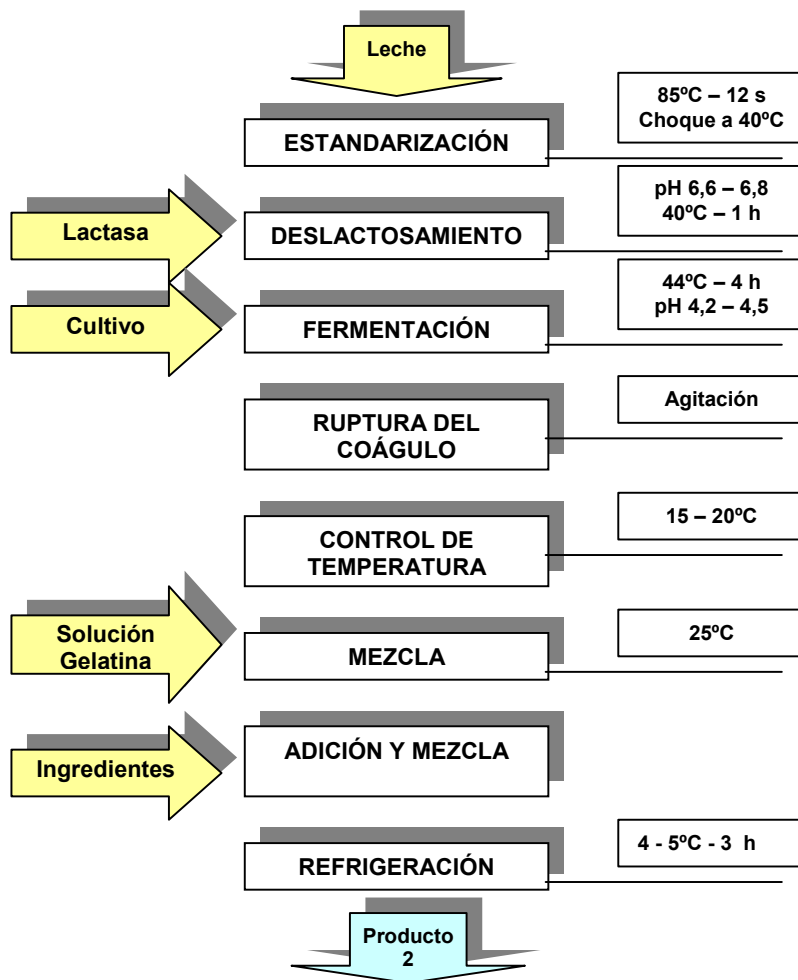 Leche
85ºC – 12 s
Choque a 40ºC
ESTANDARIZACIÓN
pH 6,6 – 6,8
40ºC – 1 h
Lactasa
DESLACTOSAMIENTO
44ºC – 4 h
pH 4,2 – 4,5
Cultivo
FERMENTACIÓN
Agitación
RUPTURA DEL
COÁGULO
15 – 20ºC
CONTROL DE
TEMPERATURA
Solución
Gelatina
25ºC
MEZCLA
ADICIÓN Y MEZCLA
Ingredientes
4 - 5ºC - 3 h
REFRIGERACIÓN
Producto
2